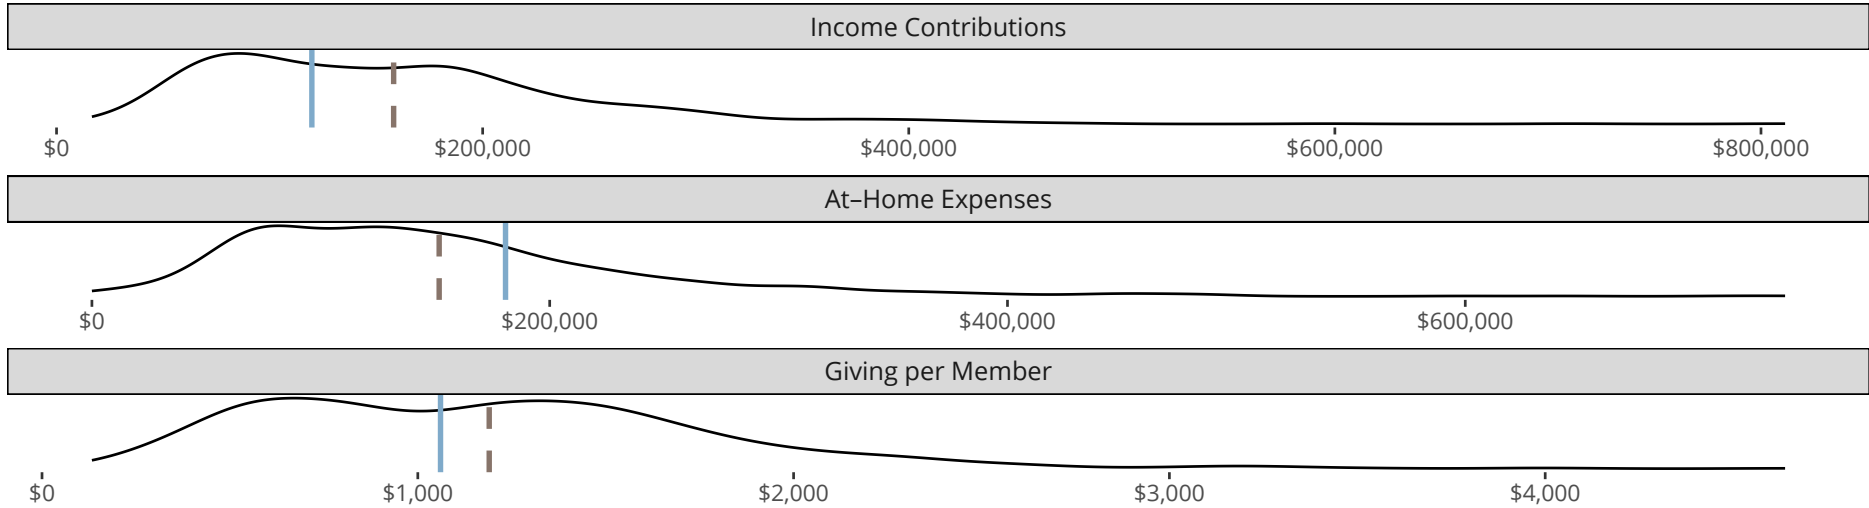 Income Contributions
$0 $200,000 $400,000 $600,000 $800,000
At–Home Expenses
$0 $200,000 $400,000 $600,000
Giving per Member
$0 $1,000 $2,000 $3,000 $4,000